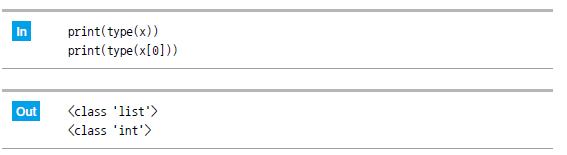 In
print(type(x))
print(type(x[0]))
Out
<class 'list'>
<class 'int'>